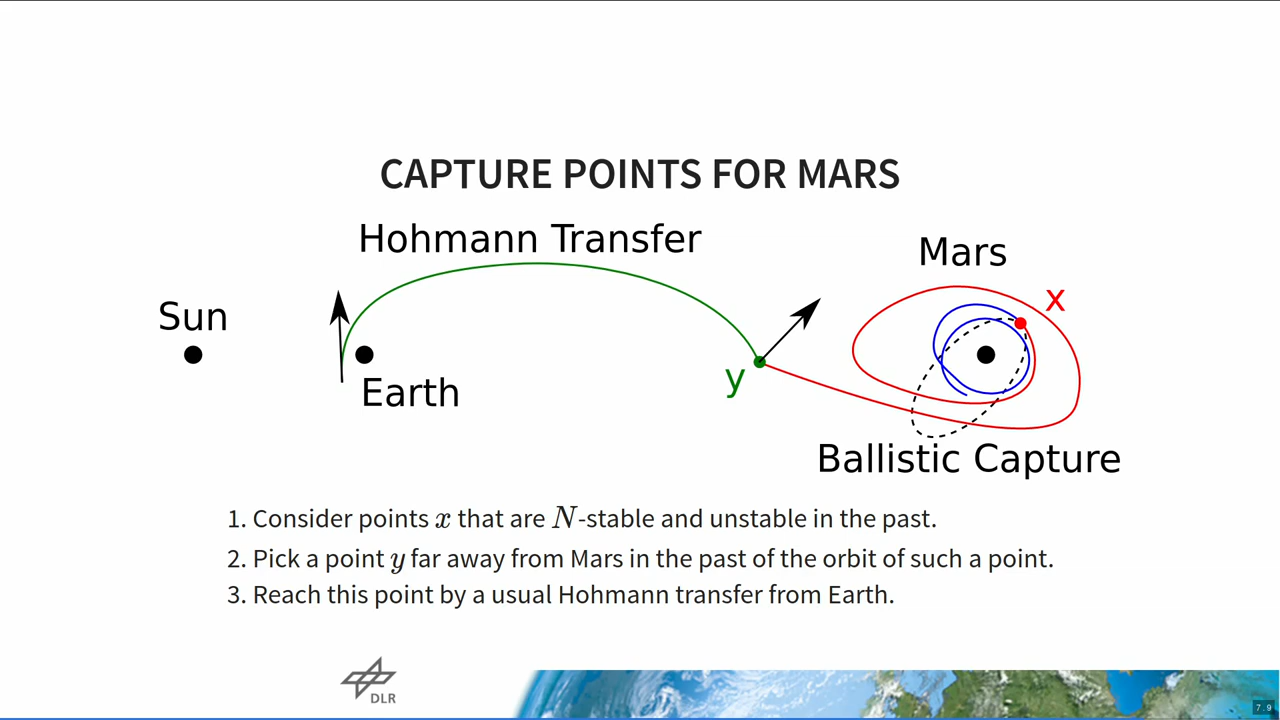 CAPTURE POINTS FOR MARS
Hohmann Transfer
Mars
Sun
x
Earth
y
Ballistic Capture
1. Consider points x that are N-stable and unstable in the past.
2. Pick a point y far away from Mars in the past of the orbit of such a point.
3. Reach this point by a usual Hohmann transfer from Earth.
DLR
7.9